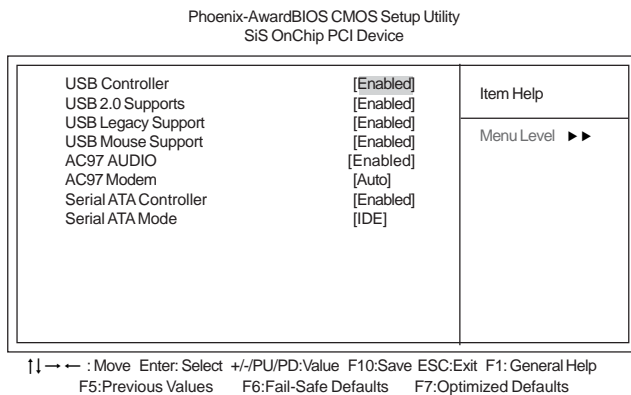 Phoenix-AwardBIOS CMOS Setup Utility
SiS OnChip PCI Device
USB Controller [Enabled]
USB 2.0 Supports [Enabled]
USB Legacy Support [Enabled]
USB Mouse Support [Enabled]
AC97 AUDIO [Enabled]
AC97 Modem [Auto]
Serial ATA Controller [Enabled]
Serial ATA Mode [IDE]
Item Help
Menu Level ►►
↑↓→← : Move Enter: Select +/-/PU/PD:Value F10:Save ESC:Exit F1: General Help
F5:Previous Values F6:Fail-Safe Defaults F7:Optimized Defaults